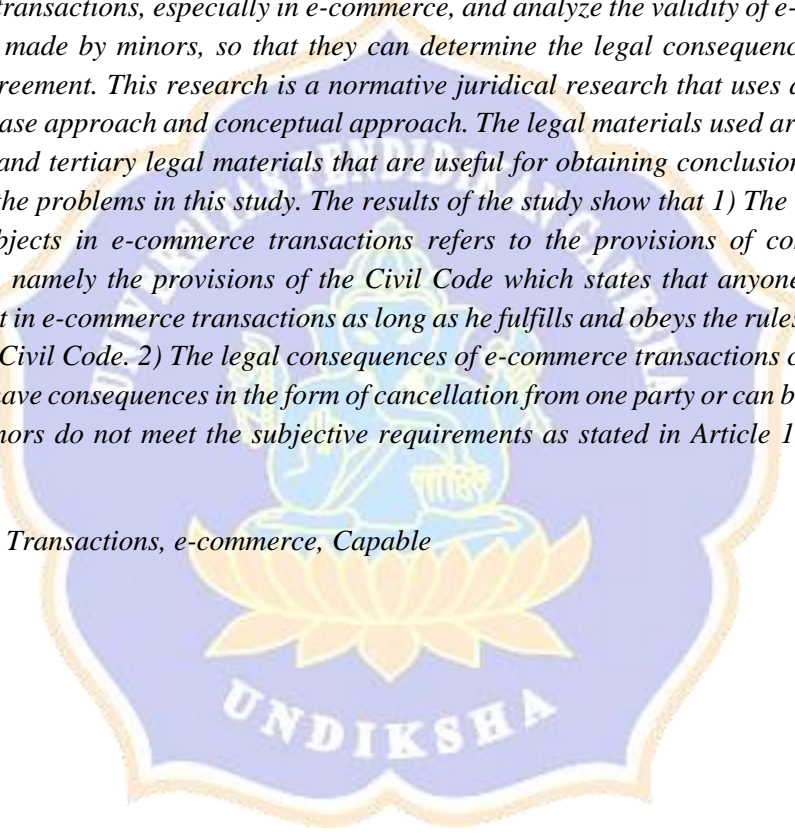 transactions, especially in e-commerce, and analyze the validity of e-
made by minors, so that they can determine the legal consequenc
reement. This research is a normative juridical research that uses
ase approach and conceptual approach. The legal materials used ar
and tertiary legal materials that are useful for obtaining conclusion
the problems in this study. The results of the study show that 1) The
bjects in e-commerce transactions refers to the provisions of co
namely the provisions of the Civil Code which states that anyone
t in e-commerce transactions as long as he fulfills and obeys the rules
Civil Code. 2) The legal consequences of e-commerce transactions c
have consequences in the form of cancellation from one party or can b
nors do not meet the subjective requirements as stated in Article 1
Transactions, e-commerce, Capable
UNIVERSITAS PENDIDIKAN GANESHA
UNDIKSHA